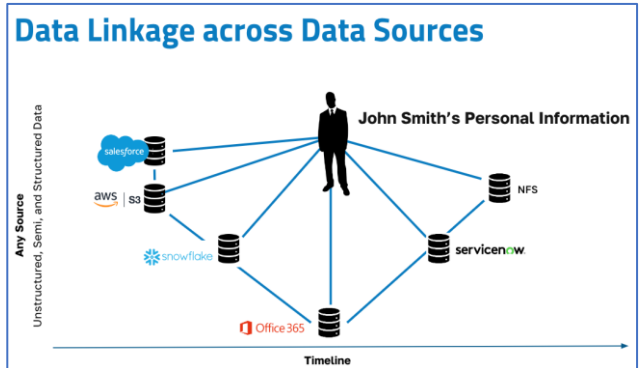 Data Linkage across Data Sources
John Smith's Personal Information
salesforce
aws | S3
NFS
snowflake
servicenow
Office 365
Any Source
Unstructured, Semi, and Structured Data
Timeline